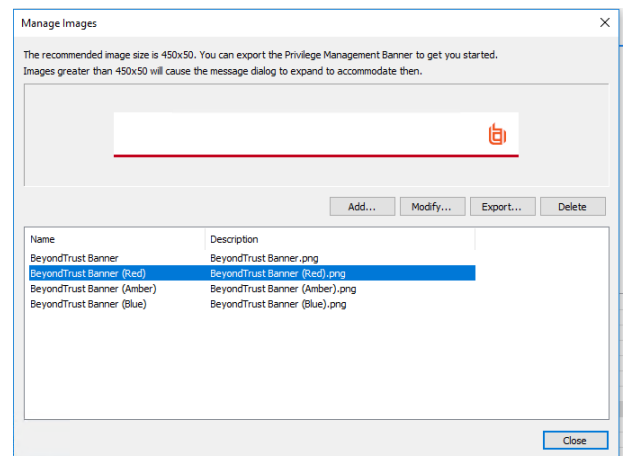 Manage Images
The recommended image size is 450x50. You can export the Privilege Management Banner to get you started.
Images greater than 450x50 will cause the message dialog to expand to accommodate then.
Add... Modify... Export... Delete
Name Description
BeyondTrust Banner BeyondTrust Banner.png
BeyondTrust Banner (Red) BeyondTrust Banner (Red).png
BeyondTrust Banner (Amber) BeyondTrust Banner (Amber).png
BeyondTrust Banner (Blue) BeyondTrust Banner (Blue).png
Close